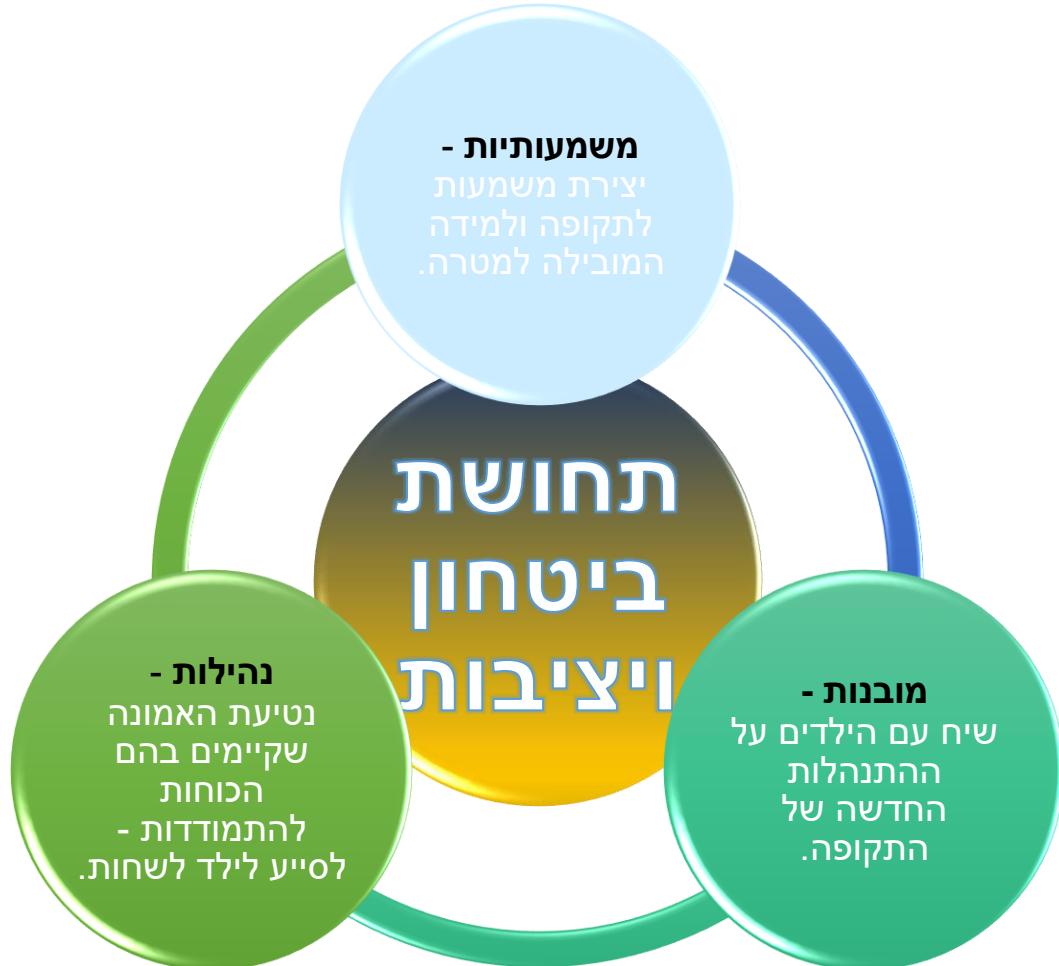 משמעותיות -
יצירת משמעות
לתקופה ולמידה
המובילה למטרה.
תחושת
ביטחון
ויציבות
מובנות -
שיח עם הילדים על
ההתנהלות
החדשה של
התקופה.
נהילות -
נטיעת האמונה
שקיימים בהם
הכוחות
להתמודדות -
לסייע לילד לשחות.